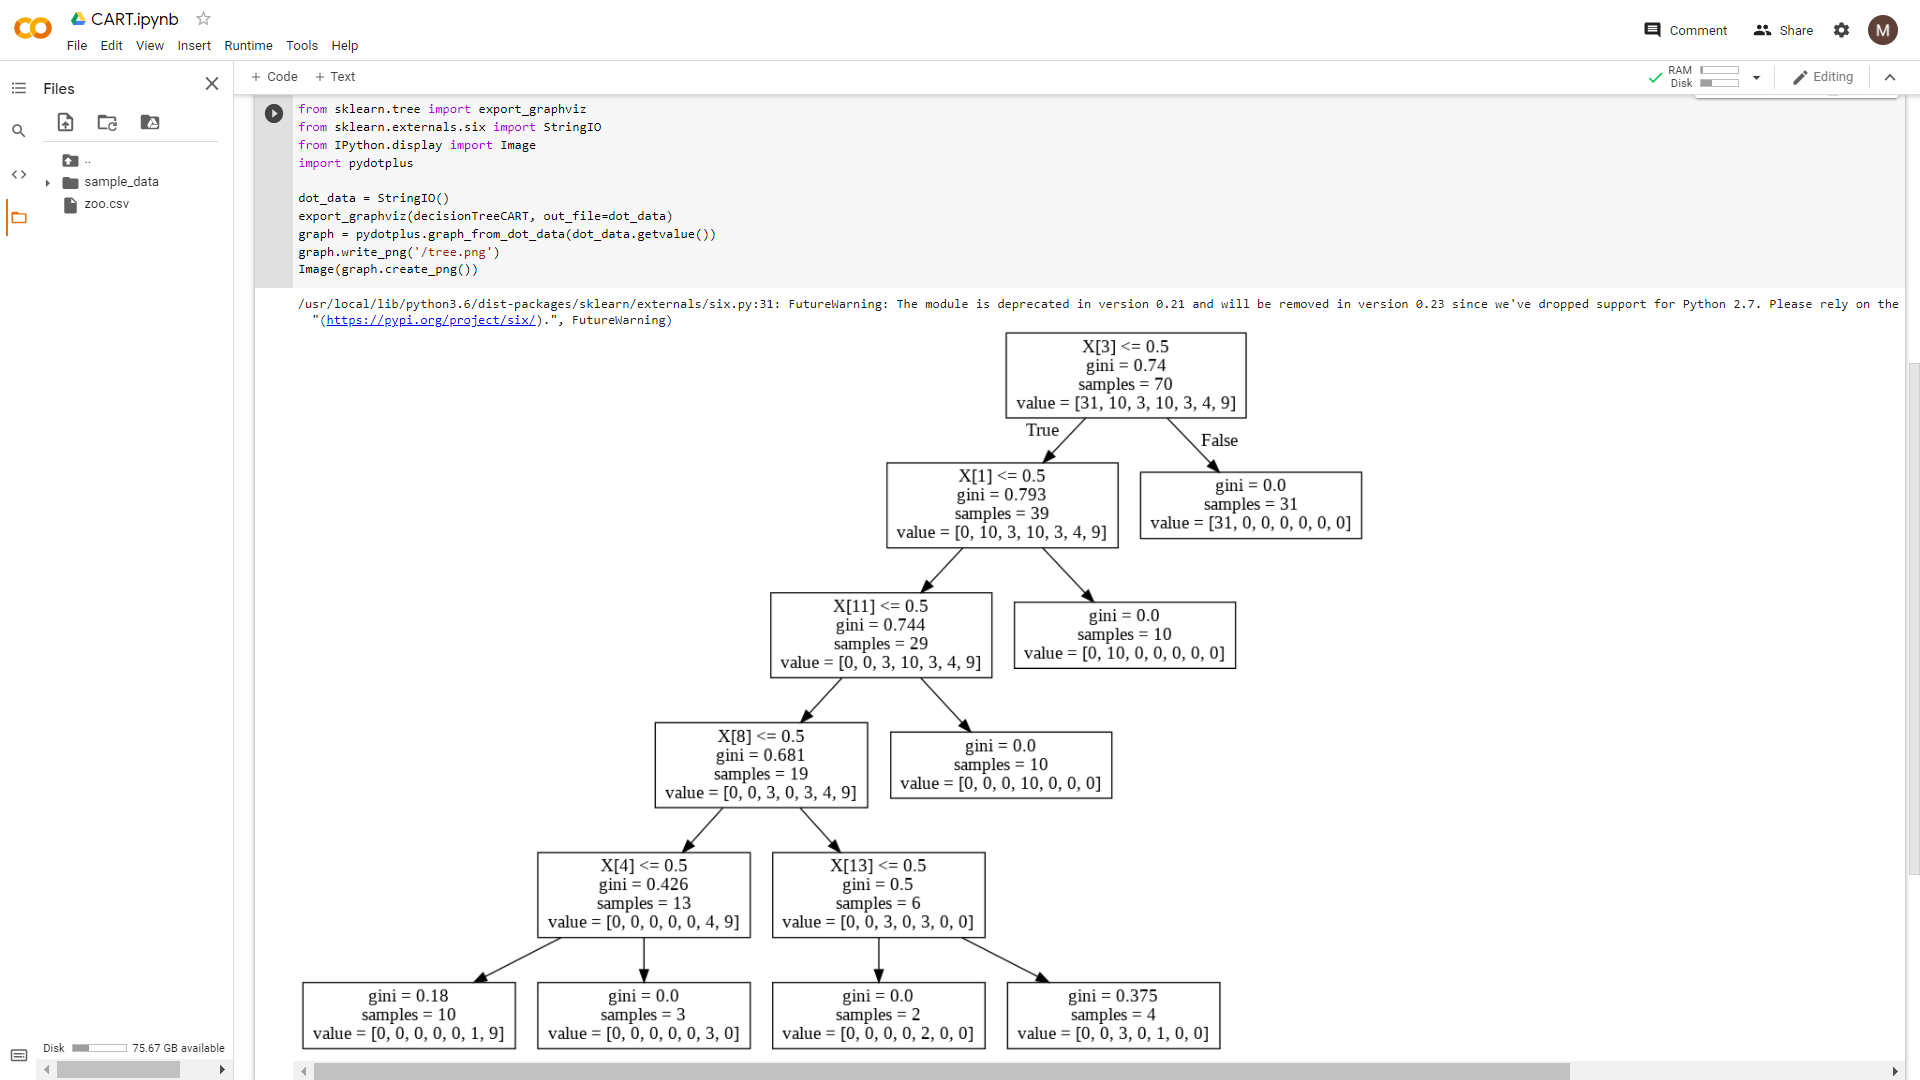 CART.ipynb
File Edit View Insert Runtime Tools Help
Comment Share M
Files
+ Code + Text
RAM
Disk
Editing
..
sample_data
zoo.csv
from sklearn.tree import export_graphviz
from sklearn.externals.six import StringIO
from IPython.display import Image
import pydotplus
dot_data = StringIO()
export_graphviz(decisionTreeCART, out_file=dot_data)
graph = pydotplus.graph_from_dot_data(dot_data.getvalue())
graph.write_png('/tree.png')
Image(graph.create_png())
/usr/local/lib/python3.6/dist-packages/sklearn/externals/six.py:31: FutureWarning: The module is deprecated in version 0.21 and will be removed in version 0.23 since we've dropped support for Python 2.7. Please rely on the
"(https://pypi.org/project/six/).", FutureWarning)
X[3] <= 0.5
gini = 0.74
samples = 70
value = [31, 10, 3, 10, 3, 4, 9]
True
False
X[1] <= 0.5
gini = 0.793
samples = 39
value = [0, 10, 3, 10, 3, 4, 9]
gini = 0.0
samples = 31
value = [31, 0, 0, 0, 0, 0, 0]
X[11] <= 0.5
gini = 0.744
samples = 29
value = [0, 0, 3, 10, 3, 4, 9]
gini = 0.0
samples = 10
value = [0, 10, 0, 0, 0, 0, 0]
X[8] <= 0.5
gini = 0.681
samples = 19
value = [0, 0, 3, 0, 3, 4, 9]
gini = 0.0
samples = 10
value = [0, 0, 0, 10, 0, 0, 0]
X[4] <= 0.5
gini = 0.426
samples = 13
value = [0, 0, 0, 0, 0, 4, 9]
X[13] <= 0.5
gini = 0.5
samples = 6
value = [0, 0, 3, 0, 3, 0, 0]
gini = 0.18
samples = 10
value = [0, 0, 0, 0, 0, 1, 9]
gini = 0.0
samples = 3
value = [0, 0, 0, 0, 0, 3, 0]
gini = 0.0
samples = 2
value = [0, 0, 0, 0, 2, 0, 0]
gini = 0.375
samples = 4
value = [0, 0, 3, 0, 1, 0, 0]
Disk 75.67 GB available